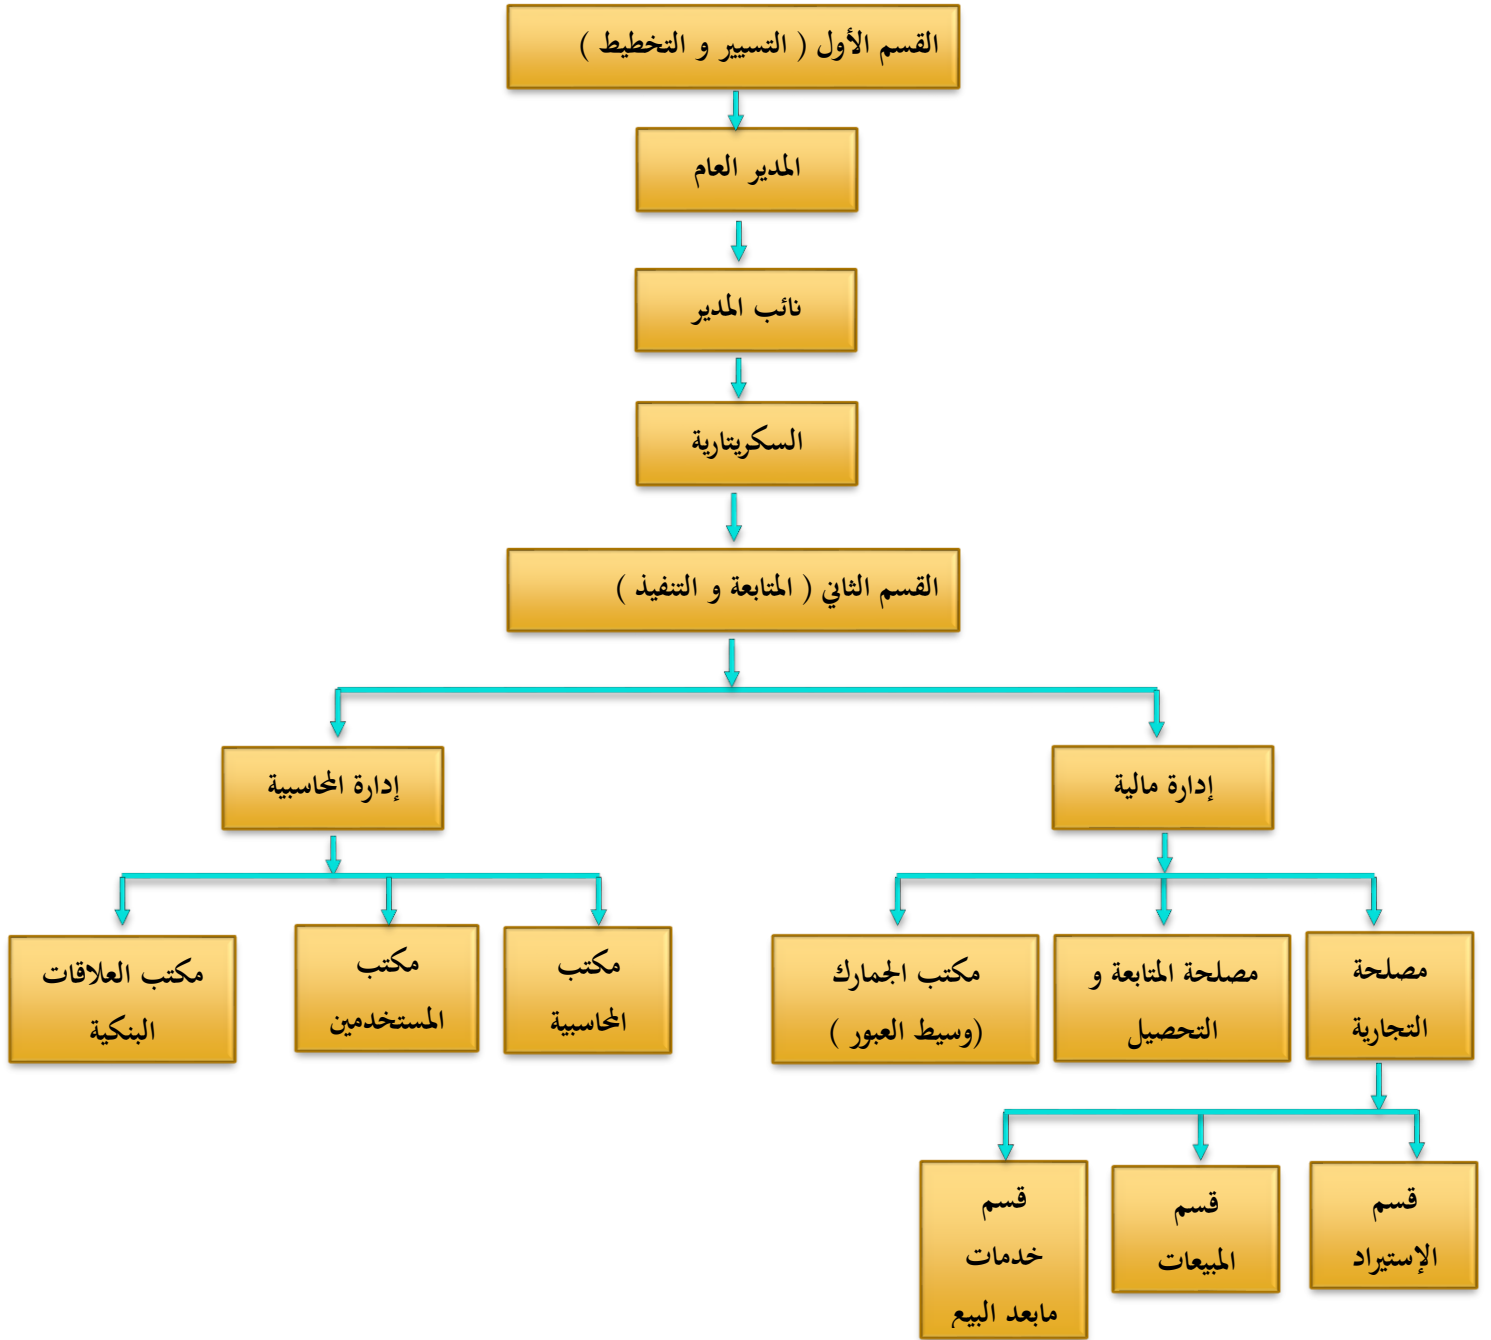 القسم الأول ( التسيير و التخطيط )
المدير العام
نائب المدير
السكريتارية
القسم الثاني ( المتابعة و التنفيذ )
إدارة مالية
إدارة المحاسبية
مصلحة
التجارية
مصلحة المتابعة و
التحصيل
مكتب الجمارك
(وسيط العبور )
مكتب
المحاسبية
مكتب
المستخدمين
مكتب العلاقات
البنكية
قسم
الإستيراد
قسم
المبيعات
قسم
خدمات
مابعد البيع